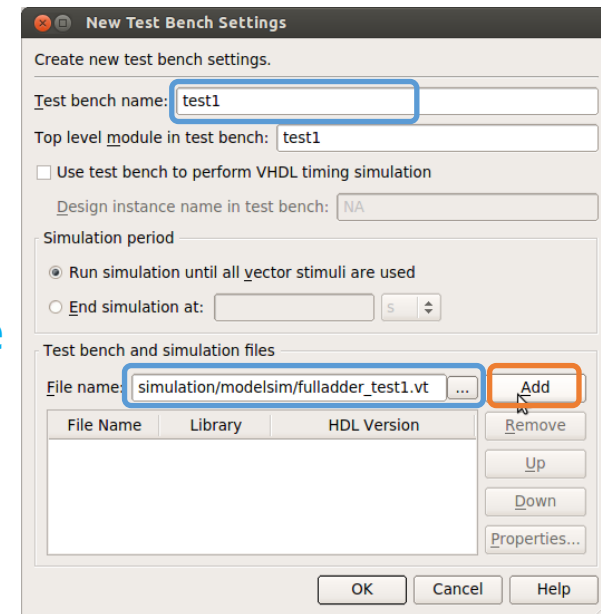 New Test Bench Settings
Create new test bench settings.
Test bench name: test1
Top level module in test bench: test1
Use test bench to perform VHDL timing simulation
Design instance name in test bench: NA
Simulation period
Run simulation until all vector stimuli are used
End simulation at: s
Test bench and simulation files
File name: simulation/modelsim/fulladder_test1.vt ... Add
File Name Library HDL Version Remove
Up
Down
Properties...
OK Cancel Help